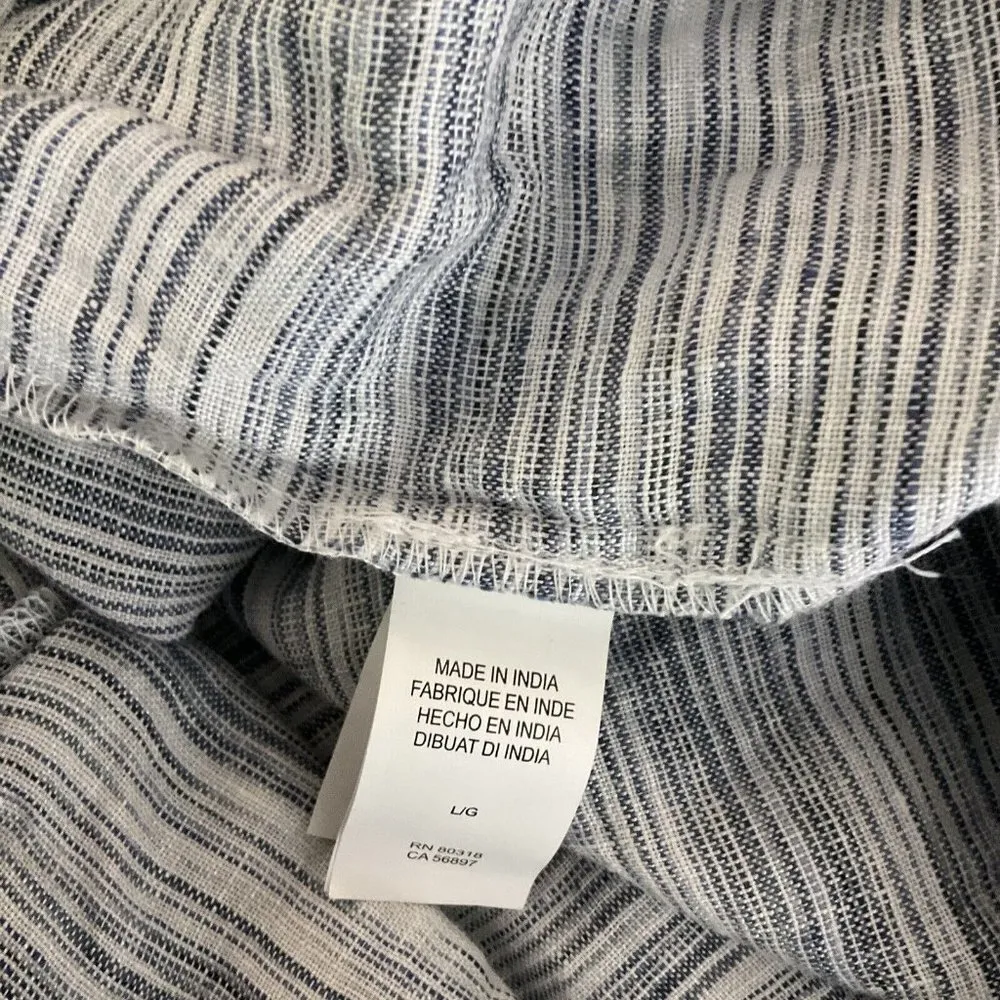 MADE IN INDIA
FABRIQUE EN INDE
HECHO EN INDIA
DIBUAT DI INDIA
L/G
RN 80318
CA 56897